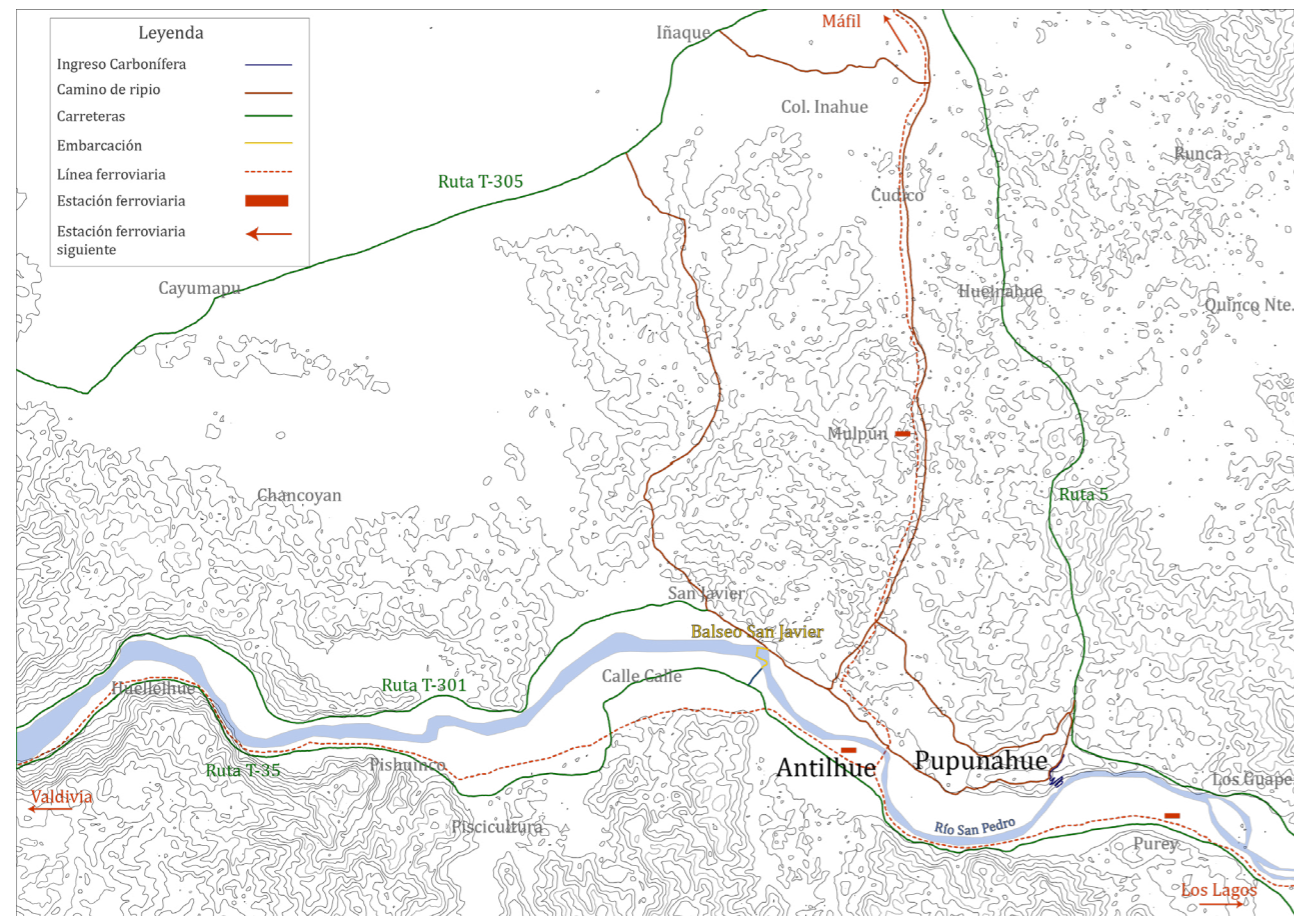 Leyenda
Ingreso Carbonífera
Camino de ripio
Carreteras
Embarcación
Línea ferroviaria
Estación ferroviaria
Estación ferroviaria
siguiente
Máfil
Iñaque
Col. Inahue
Runca
Ruta T-305
Cudico
Cayumapu
Hueinahue
Quinco Nte.
Mulpún
Chancoyan
Ruta 5
San Javier
Balseo San Javier
Calle Calle
Huellelhue
Ruta T-301
Ruta T-35
Pishuinco
Antilhue
Pupunahue
Los Guape
Valdivia
Piscicultura
Río San Pedro
Purey
Los Lagos